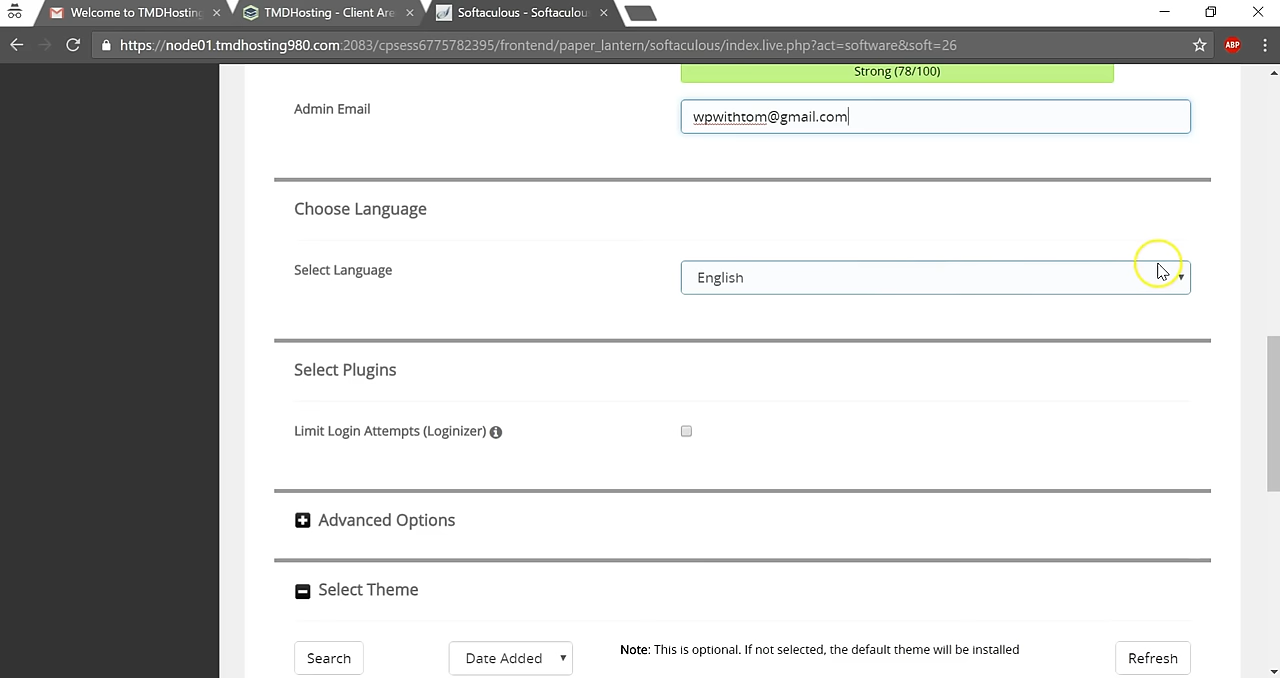 Welcome to TMDHosting
TMDHosting - Client Are
Softaculous - Softaculou
https://node01.tmdhosting980.com:2083/cpsess6775782395/frontend/paper_lantern/softaculous/index.live.php?act=software&soft=26
ABP
Strong (78/100)
Admin Email
wpwithtom@gmail.com
Choose Language
Select Language
English
Select Plugins
Limit Login Attempts (Loginizer)
Advanced Options
Select Theme
Search
Date Added
Note: This is optional. If not selected, the default theme will be installed
Refresh